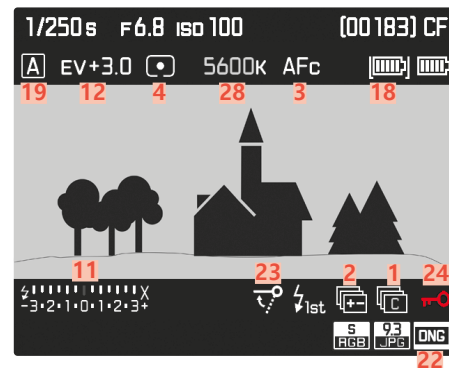 1/250 s F6.8 ISO 100 [00183] CF
A EV+3.0 5600K AFc
19 12 4 28 3 18
11 23 2 1 24
X 1st +- C
-3·2·1·0·1·2·3+
S RGB 9.3 JPG DNG
22